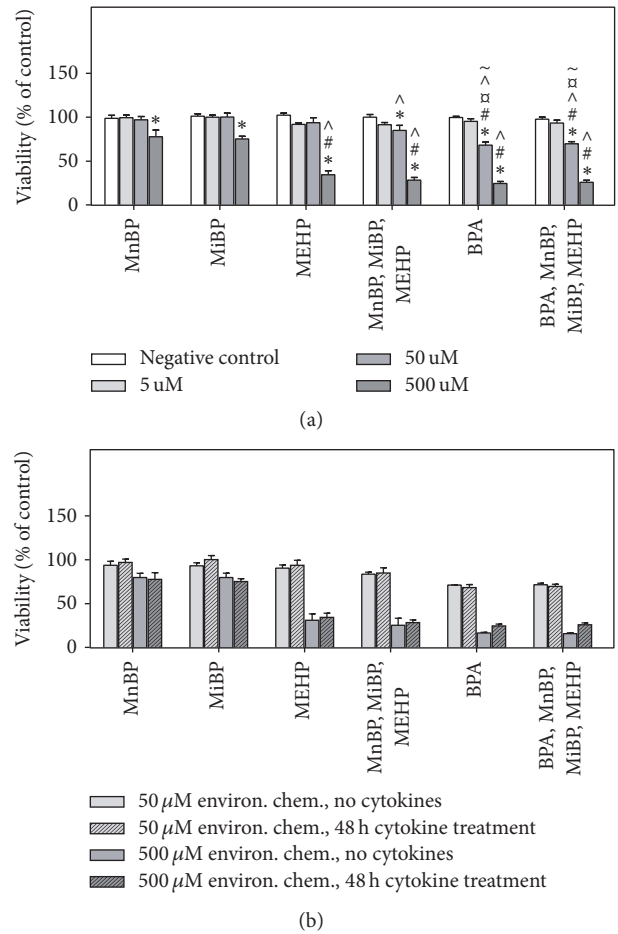 Viability (% of control)
150
100
50
0
*
*
^
#
*
^
*
^
#
*
~
^
¤
#
*
^
#
*
~
¤
^
#
*
^
#
*
MnBP
MiBP
MEHP
MnBP, MiBP,
MEHP
BPA
BPA, MnBP,
MiBP, MEHP
Negative control
5 uM
50 uM
500 uM
(a)
Viability (% of control)
150
100
50
0
MnBP
MiBP
MEHP
MnBP, MiBP,
MEHP
BPA
BPA, MnBP,
MiBP, MEHP
50 μM environ. chem., no cytokines
50 μM environ. chem., 48 h cytokine treatment
500 μM environ. chem., no cytokines
500 μM environ. chem., 48 h cytokine treatment
(b)